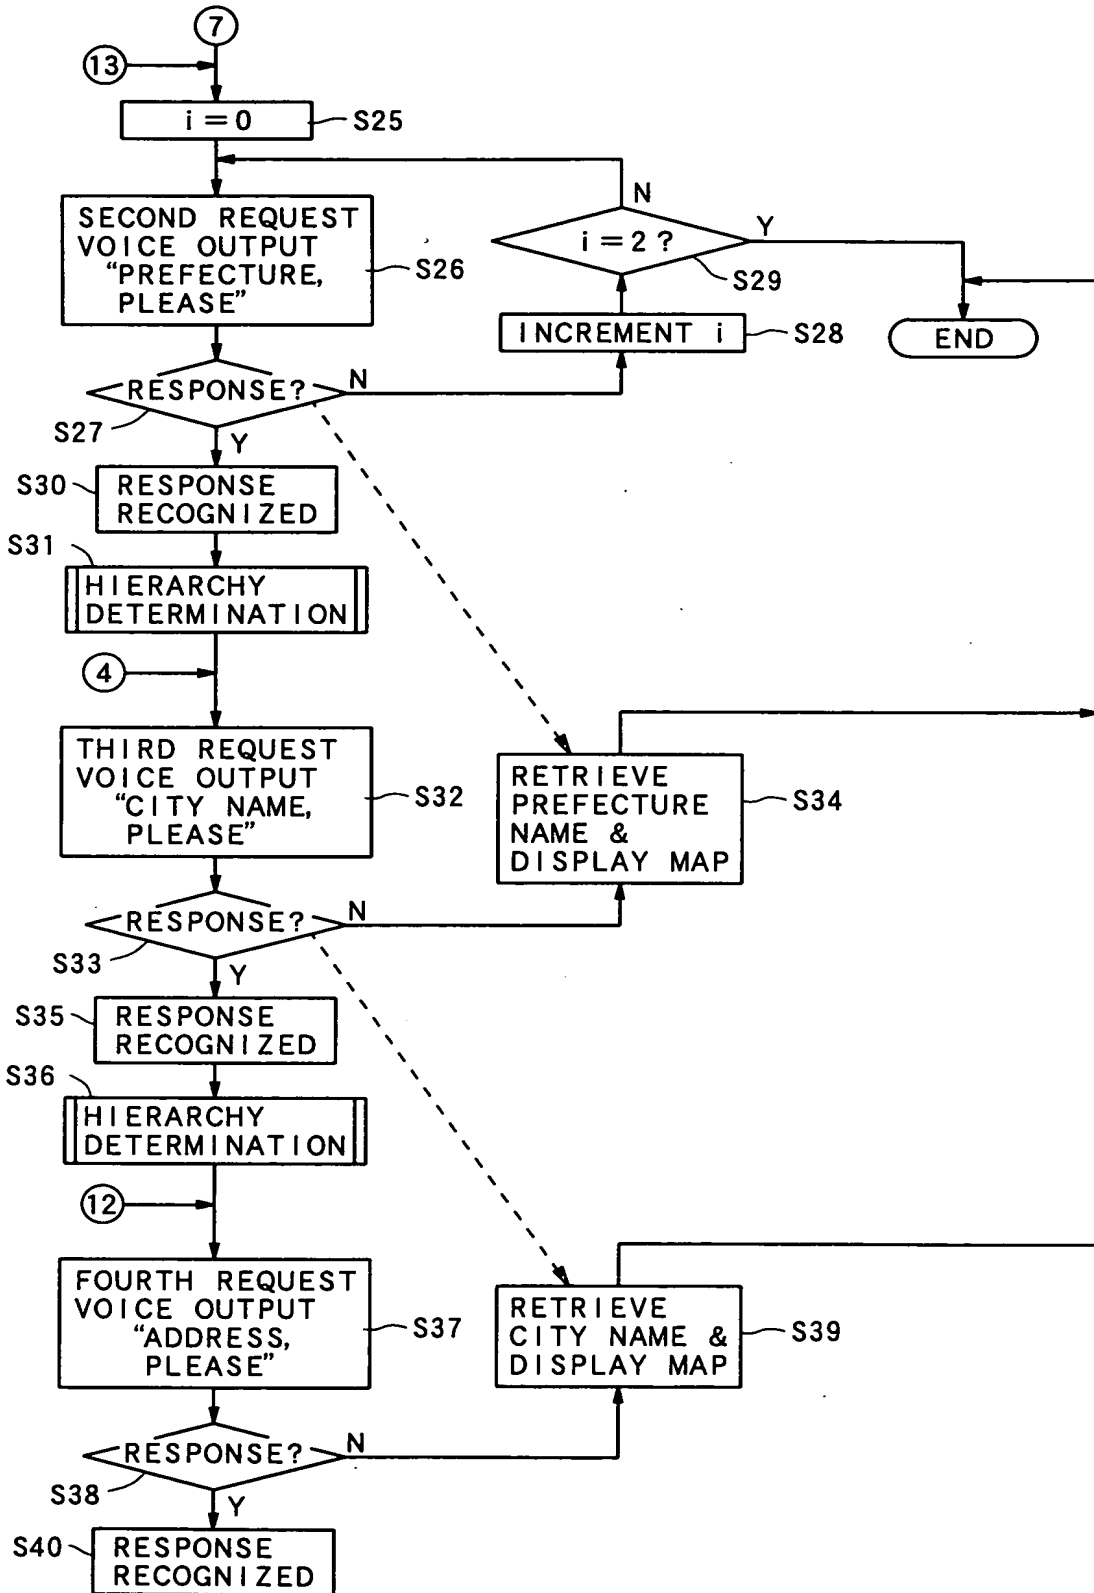 7
13
i=0
S25
SECOND REQUEST
VOICE OUTPUT
"PREFECTURE,
PLEASE"
S26
N
i=2?
Y
S29
INCREMENT i
S28
END
RESPONSE?
N
S27
Y
S30
RESPONSE
RECOGNIZED
S31
HIERARCHY
DETERMINATION
4
THIRD REQUEST
VOICE OUTPUT
"CITY NAME,
PLEASE"
S32
RETRIEVE
PREFECTURE
NAME &
DISPLAY MAP
S34
RESPONSE?
N
S33
Y
S35
RESPONSE
RECOGNIZED
S36
HIERARCHY
DETERMINATION
12
FOURTH REQUEST
VOICE OUTPUT
"ADDRESS,
PLEASE"
S37
RETRIEVE
CITY NAME &
DISPLAY MAP
S39
RESPONSE?
N
S38
Y
S40
RESPONSE
RECOGNIZED